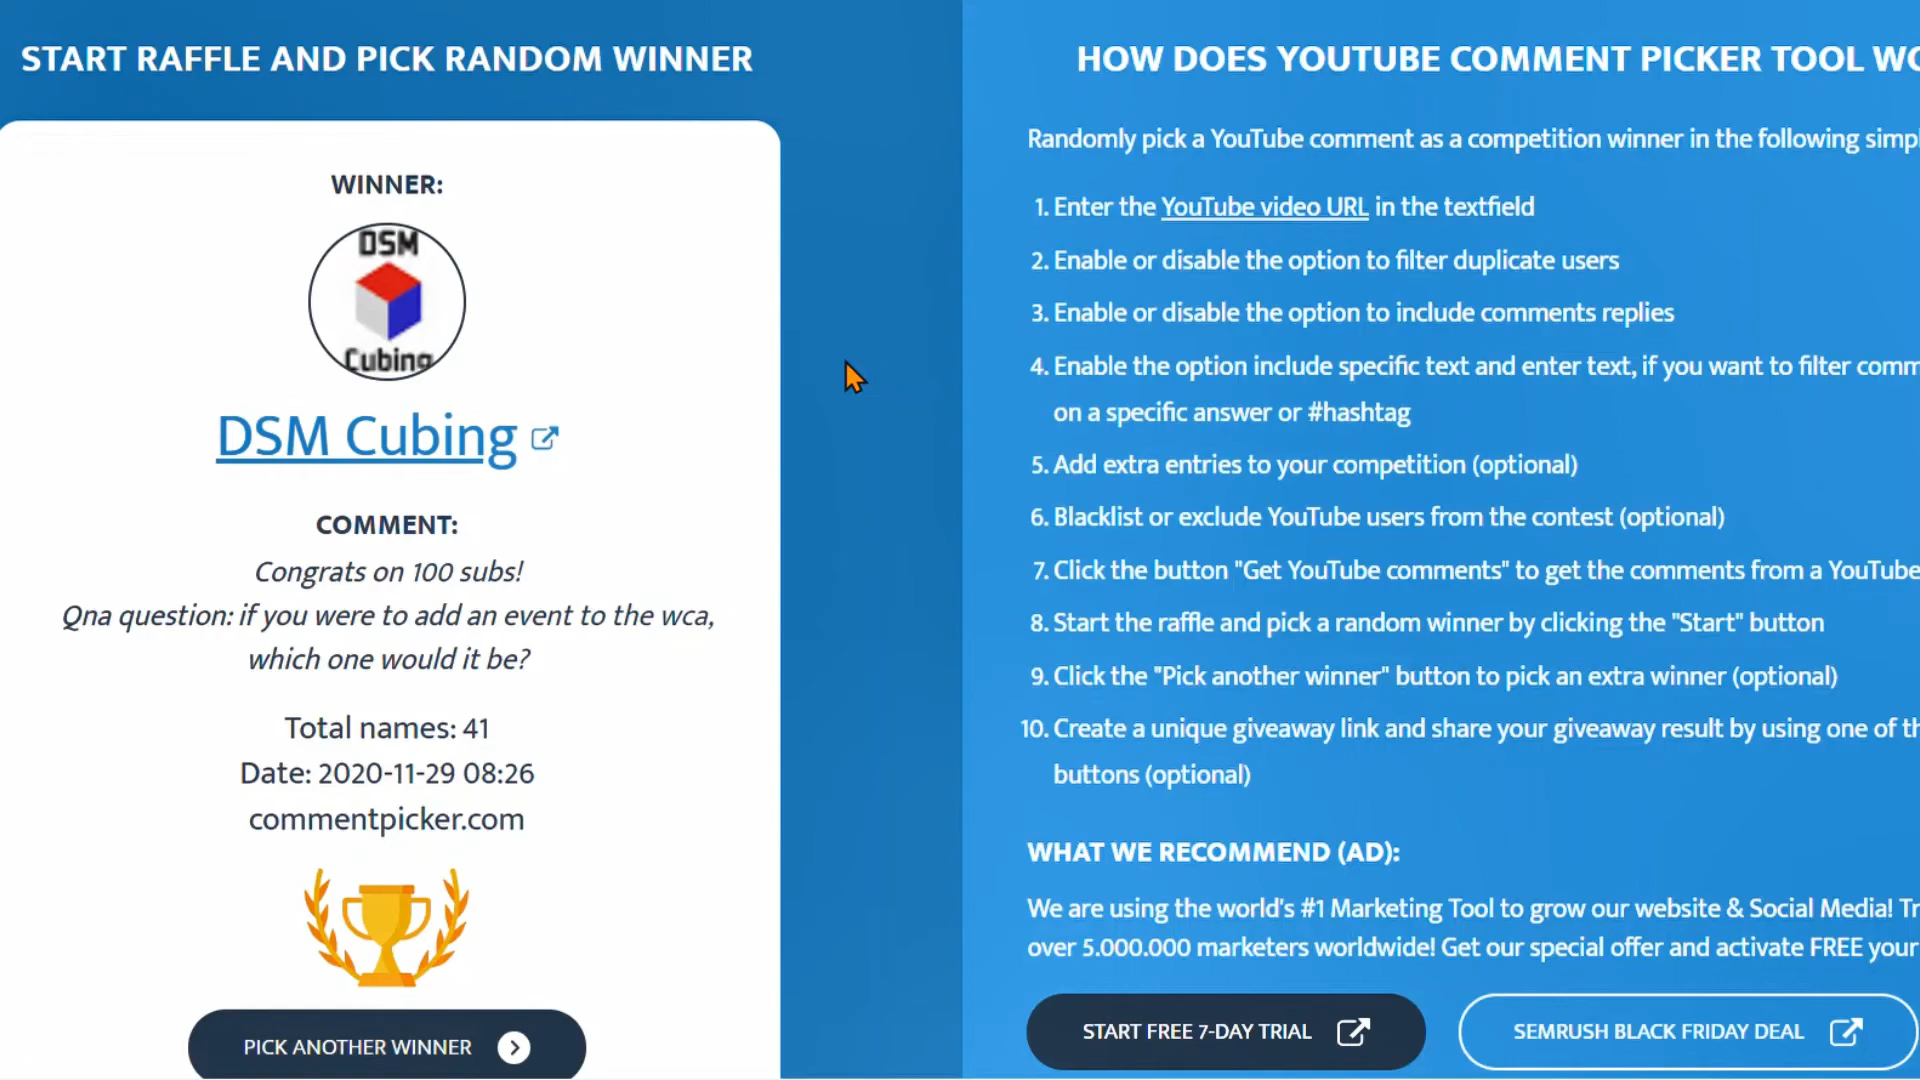 START RAFFLE AND PICK RANDOM WINNER
WINNER:
DSM
Cubing
DSM Cubing
COMMENT:
Congrats on 100 subs!
Qna question: if you were to add an event to the wca,
which one would it be?
Total names: 41
Date: 2020-11-29 08:26
commentpicker.com
PICK ANOTHER WINNER
HOW DOES YOUTUBE COMMENT PICKER TOOL WO
Randomly pick a YouTube comment as a competition winner in the following simpl
1. Enter the YouTube video URL in the textfield
2. Enable or disable the option to filter duplicate users
3. Enable or disable the option to include comments replies
4. Enable the option include specific text and enter text, if you want to filter comm
on a specific answer or #hashtag
5. Add extra entries to your competition (optional)
6. Blacklist or exclude YouTube users from the contest (optional)
7. Click the button "Get YouTube comments" to get the comments from a YouTube
8. Start the raffle and pick a random winner by clicking the "Start" button
9. Click the "Pick another winner" button to pick an extra winner (optional)
10. Create a unique giveaway link and share your giveaway result by using one of th
buttons (optional)
WHAT WE RECOMMEND (AD):
We are using the world's #1 Marketing Tool to grow our website & Social Media! Tr
over 5.000.000 marketers worldwide! Get our special offer and activate FREE your
START FREE 7-DAY TRIAL
SEMRUSH BLACK FRIDAY DEAL